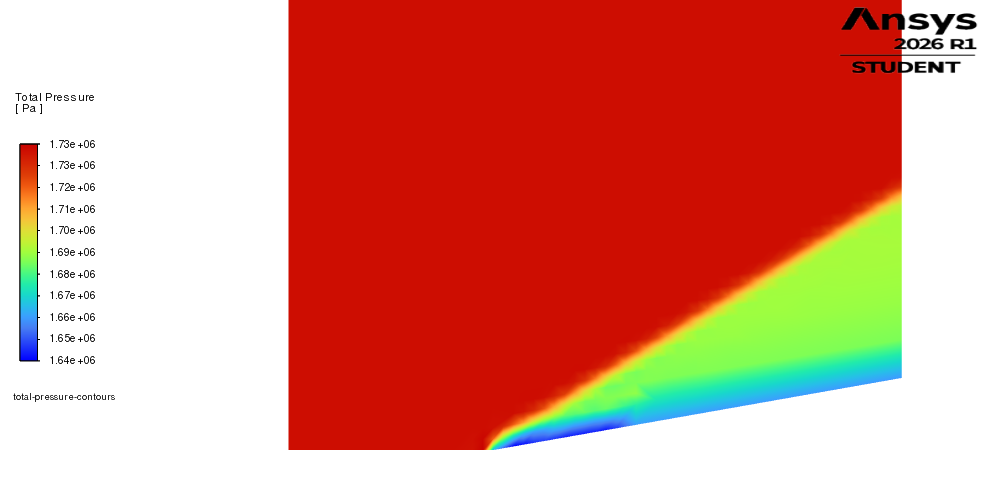 Ansys
2026 R1
STUDENT
Total Pressure
[ Pa ]
1.73e +06
1.73e +06
1.72e +06
1.71e +06
1.70e +06
1.69e +06
1.68e +06
1.67e +06
1.66e +06
1.65e +06
1.64e +06
total-pressure-contours